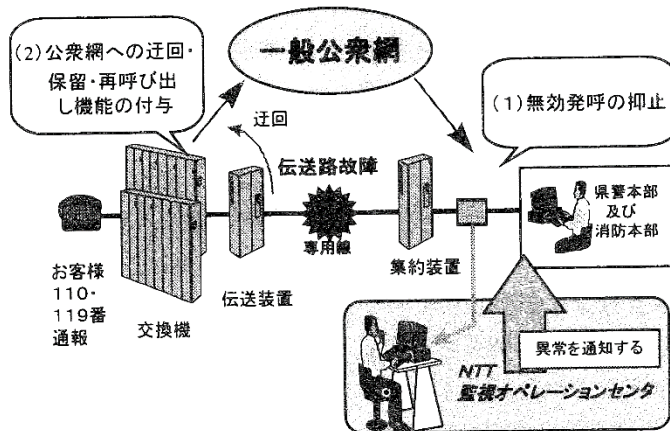 (2)公衆網への迂回・
保留・再呼び出
し機能の付与
一般公衆網
(1)無効発呼の抑止
迂回
伝送路故障
専用線
県警本部
及び
消防本部
お客様
110・
119番
通報
交換機
伝送装置
集約装置
異常を通知する
NTT
監視オペレーションセンタ